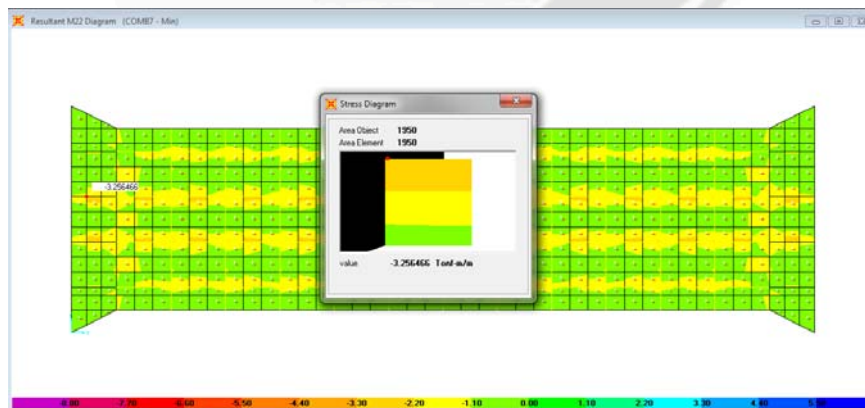 Resultant M22 Diagram (COMB7 - Min)
Stress Diagram
Area Object 1950
Area Element 1950
-3.256466
value -3.256466 Tonf-m/m
-7.70 -6.60 -5.50 -4.40 -3.30 -2.20 -1.10 0.00 1.10 2.20 3.30 4.40